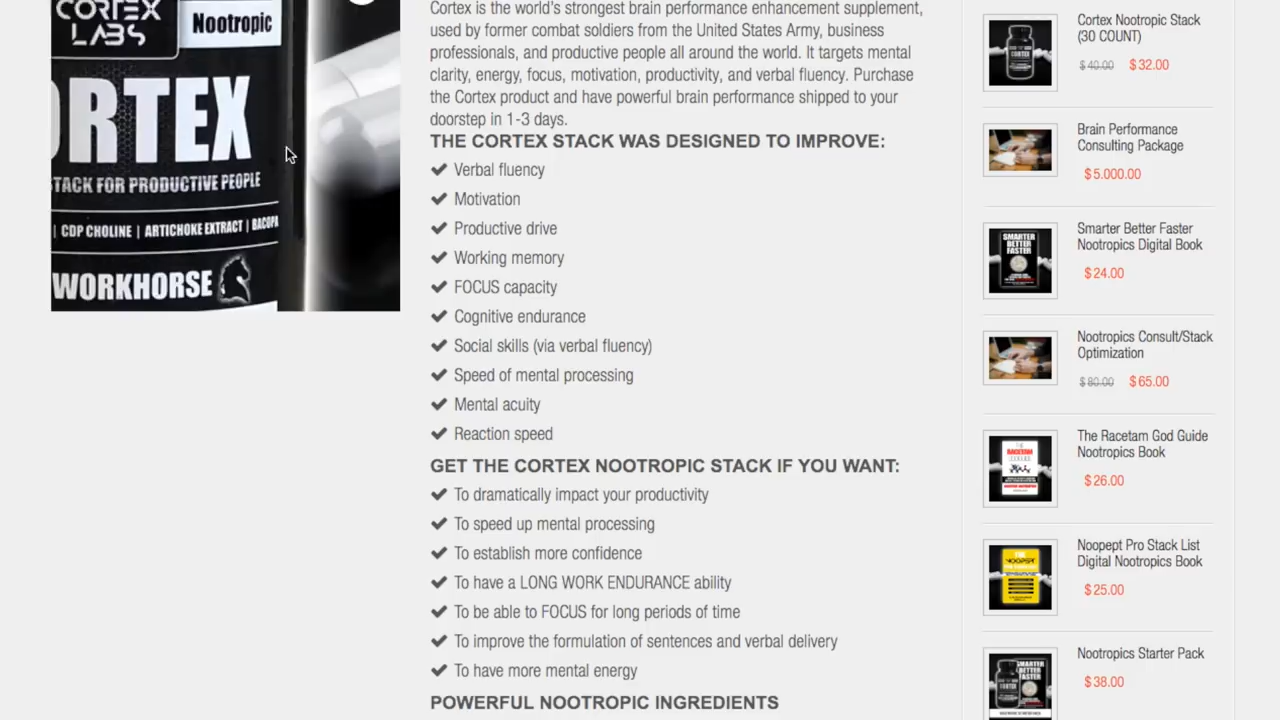 CORTEX
LABS
Nootropic
ORTEX
STACK FOR PRODUCTIVE PEOPLE
| CDP CHOLINE | ARTICHOKE EXTRACT | BACOPA
WORKHORSE
Cortex is the world's strongest brain performance enhancement supplement,
used by former combat soldiers from the United States Army, business
professionals, and productive people all around the world. It targets mental
clarity, energy, focus, motivation, productivity, and verbal fluency. Purchase
the Cortex product and have powerful brain performance shipped to your
doorstep in 1-3 days.
THE CORTEX STACK WAS DESIGNED TO IMPROVE:
Verbal fluency
Motivation
Productive drive
Working memory
FOCUS capacity
Cognitive endurance
Social skills (via verbal fluency)
Speed of mental processing
Mental acuity
Reaction speed
GET THE CORTEX NOOTROPIC STACK IF YOU WANT:
To dramatically impact your productivity
To speed up mental processing
To establish more confidence
To have a LONG WORK ENDURANCE ability
To be able to FOCUS for long periods of time
To improve the formulation of sentences and verbal delivery
To have more mental energy
POWERFUL NOOTROPIC INGREDIENTS
Cortex Nootropic Stack
(30 COUNT)
$40.00 $32.00
Brain Performance
Consulting Package
$5.000.00
SMARTER
BETTER
FASTER
Smarter Better Faster
Nootropics Digital Book
$24.00
Nootropics Consult/Stack
Optimization
$80.00 $65.00
The Racetam God Guide
Nootropics Book
$26.00
NOOPEPT
Noopept Pro Stack List
Digital Nootropics Book
$25.00
SMARTER
BETTER
FASTER
Nootropics Starter Pack
$38.00